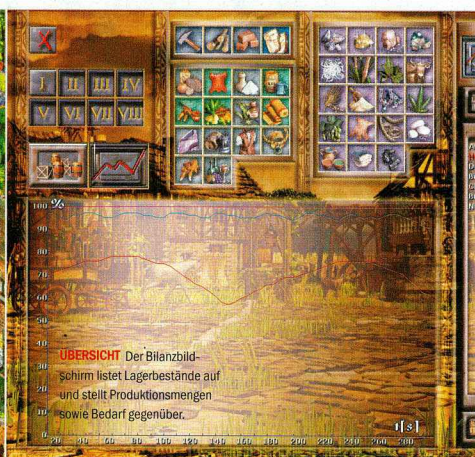 X
I II III IV
V VI VII VIII
100 %
90
80
70
60
50
40
30
20
10
0
20 40 60 80 100 120 140 160 180 200 220 240 260 280
t[s]
ÜBERSICHT Der Bilanzbild-
schirm listet Lagerbestände auf
und stellt Produktionsmengen
sowie Bedarf gegenüber.